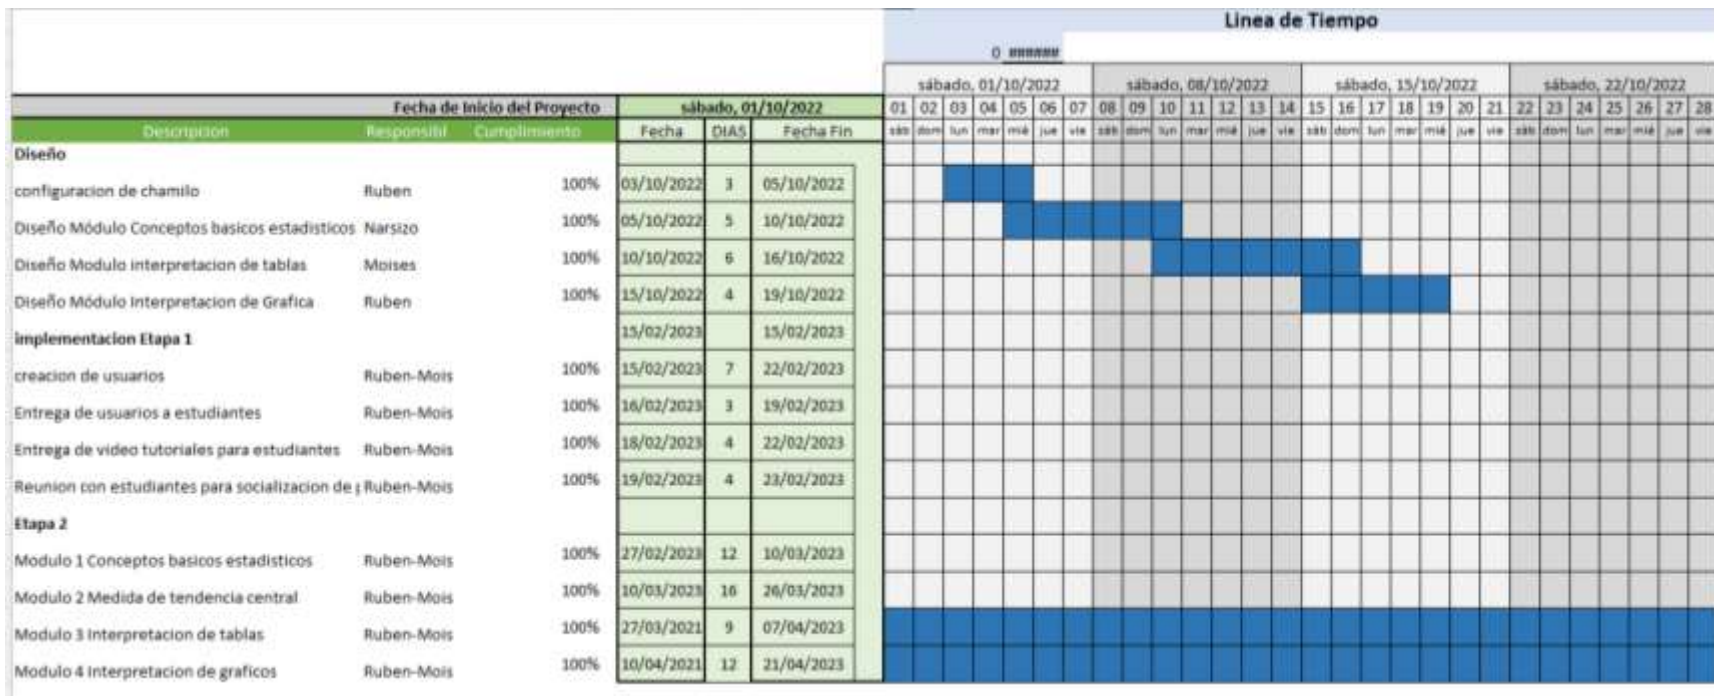 Linea de Tiempo
0 ######
sábado, 01/10/2022 sábado, 08/10/2022 sábado, 15/10/2022 sábado, 22/10/2022
Fecha de Inicio del Proyecto sábado, 01/10/2022 01 02 03 04 05 06 07 08 09 10 11 12 13 14 15 16 17 18 19 20 21 22 23 24 25 26 27 28
Descripcion Responsibl Cumplimiento Fecha DIAS Fecha Fin sáb dom lun mar mié jue vie sáb dom lun mar mié jue vie sáb dom lun mar mié jue vie sáb dom lun mar mié jue vie
Diseño
configuracion de chamilo Ruben 100% 03/10/2022 3 05/10/2022
Diseño Módulo Conceptos basicos estadisticos Narsizo 100% 05/10/2022 5 10/10/2022
Diseño Modulo interpretacion de tablas Moises 100% 10/10/2022 6 16/10/2022
Diseño Módulo Interpretacion de Grafica Ruben 100% 15/10/2022 4 19/10/2022
implementacion Etapa 1 15/02/2023 15/02/2023
creacion de usuarios Ruben-Mois 100% 15/02/2023 7 22/02/2023
Entrega de usuarios a estudiantes Ruben-Mois 100% 16/02/2023 3 19/02/2023
Entrega de video tutoriales para estudiantes Ruben-Mois 100% 18/02/2023 4 22/02/2023
Reunion con estudiantes para socializacion de p Ruben-Mois 100% 19/02/2023 4 23/02/2023
Etapa 2
Modulo 1 Conceptos basicos estadisticos Ruben-Mois 100% 27/02/2023 12 10/03/2023
Modulo 2 Medida de tendencia central Ruben-Mois 100% 10/03/2023 16 26/03/2023
Modulo 3 Interpretacion de tablas Ruben-Mois 100% 27/03/2021 9 07/04/2023
Modulo 4 Interpretacion de graficos Ruben-Mois 100% 10/04/2021 12 21/04/2023